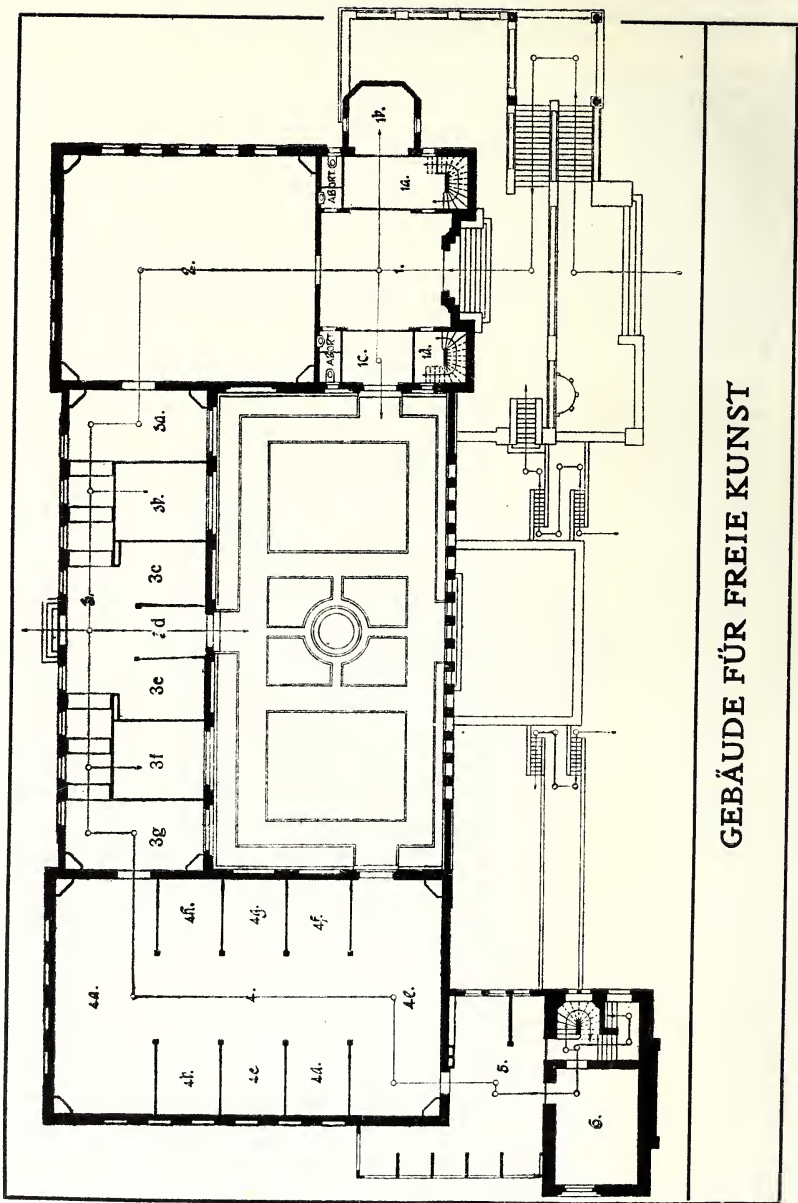 GEBÄUDE FÜR FREIE KUNST
1.
1a.
1b.
1c.
1d.
ABORT
ABORT
2.
3.
3a.
3b.
3c
d
3e
3f
3g
4.
4a.
4b.
4c
4d.
4e.
4f.
4g.
4h.
5.
6.